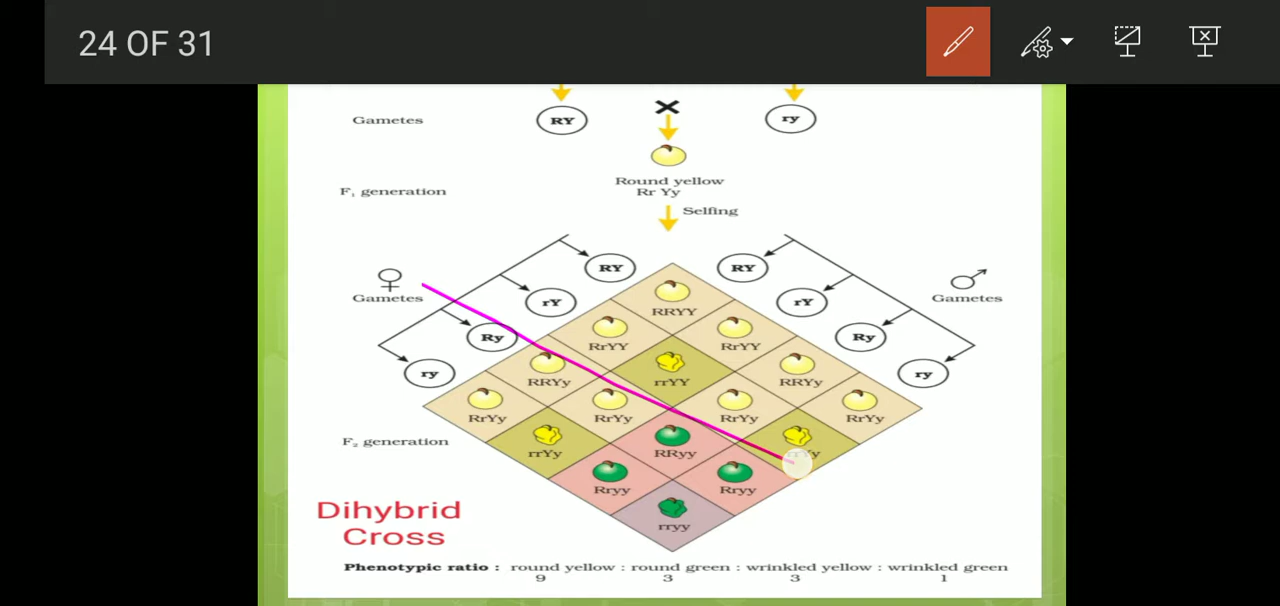 24 OF 31
Gametes
RY
ry
Round yellow
Rr Yy
F₁ generation
Selfing
RY
RY
Gametes
rY
RRYY
rY
Gametes
Ry
RrYY
RrYY
Ry
ry
RRYy
rrYY
RRYy
ry
RrYy
RrYy
RrYy
RrYy
F₂ generation
rrYy
RRyy
Rryy
Rryy
rryy
Dihybrid
Cross
Phenotypic ratio : round yellow : round green : wrinkled yellow : wrinkled green
9 3 3 1